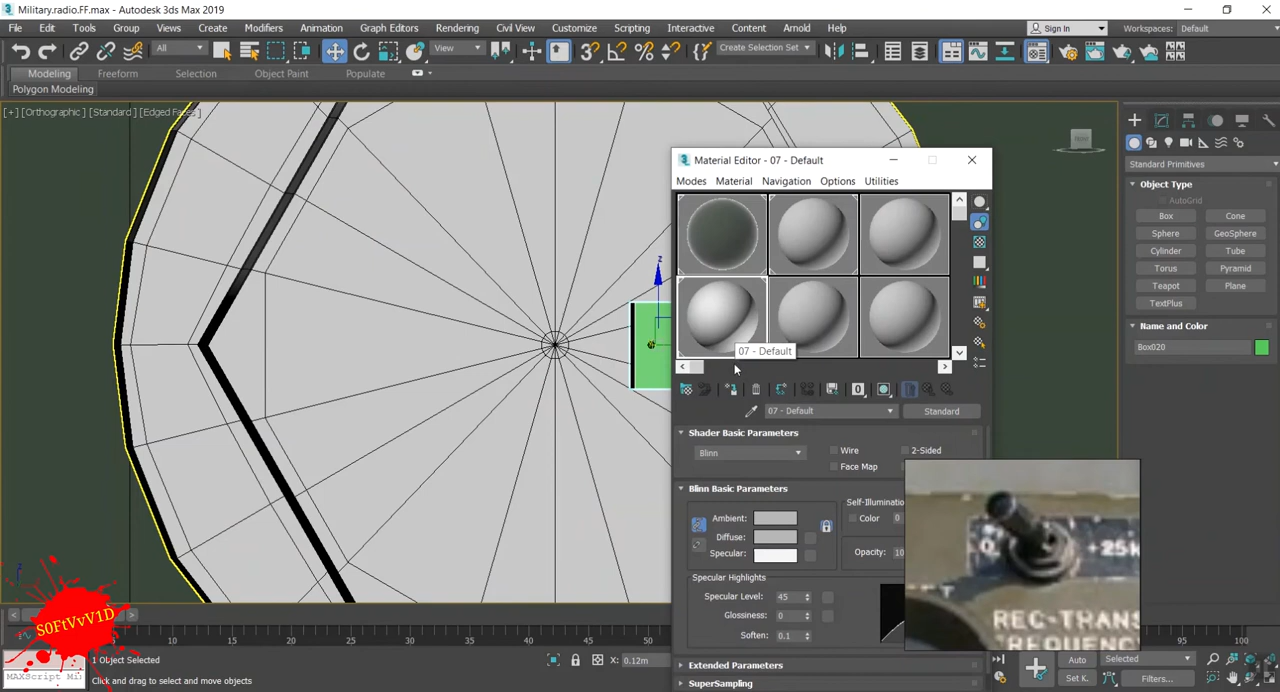 Military.radio.FF.max - Autodesk 3ds Max 2019
File Edit Tools Group Views Create Modifiers Animation Graph Editors Rendering Civil View Customize Scripting Interactive Content Arnold Help Sign In Workspaces: Default
All View Create Selection Set
Modeling Freeform Selection Object Paint Populate
Polygon Modeling
[+] [Orthographic] [Standard] [Edged Faces]
Standard Primitives
Object Type
AutoGrid
Box Cone
Sphere GeoSphere
Cylinder Tube
Torus Pyramid
Teapot Plane
TextPlus
Name and Color
Box020
Material Editor - 07 - Default
Modes Material Navigation Options Utilities
07 - Default
07 - Default Standard
Shader Basic Parameters
Blinn Wire 2-Sided
Face Map
Blinn Basic Parameters
Self-Illumination
Ambient: Color 0
Diffuse:
Specular: Opacity: 10
Specular Highlights
Specular Level: 45
Glossiness: 0
Soften: 0.1
Extended Parameters
SuperSampling
z
0 +25k
REC-TRANS
FREQUENCY
S0FtVvV1D
15 20 25 30 35 40 45 50 95 100
1 Object Selected X: 0.12m
Click and drag to select and move objects
MAXScript Mi
Auto Selected
Set K. Filters...